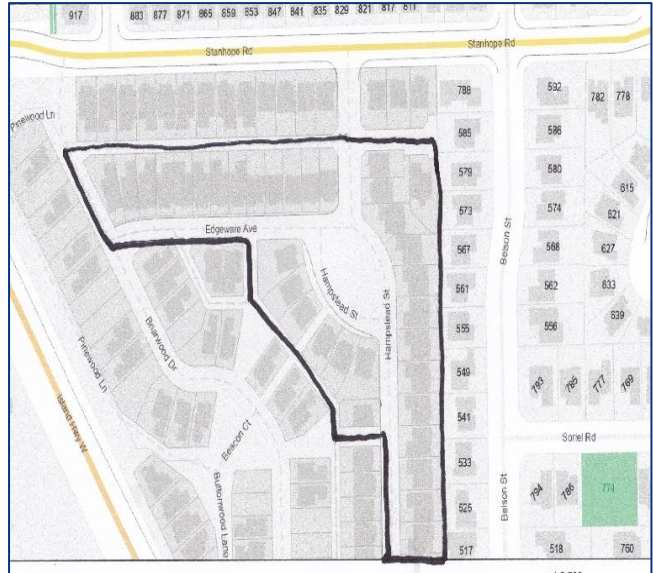 917
883 877 871 865 859 853 847 841 835 829 821 817 811
Stanhope Rd
Stanhope Rd
Pinewood Ln
788
592
782 778
585
586
579
580
615
573
574
621
Edgeware Ave
Belson St
567
568
627
Hampstead St
Hampstead St
561
562
633
Briarwood Dr
555
556
639
Pinewood Ln
549
793 785 777 769
Island Hwy W
541
Beacon Ct
533
Soriel Rd
794 786 774
Buttonwood Lane
525
Belson St
517
518
760